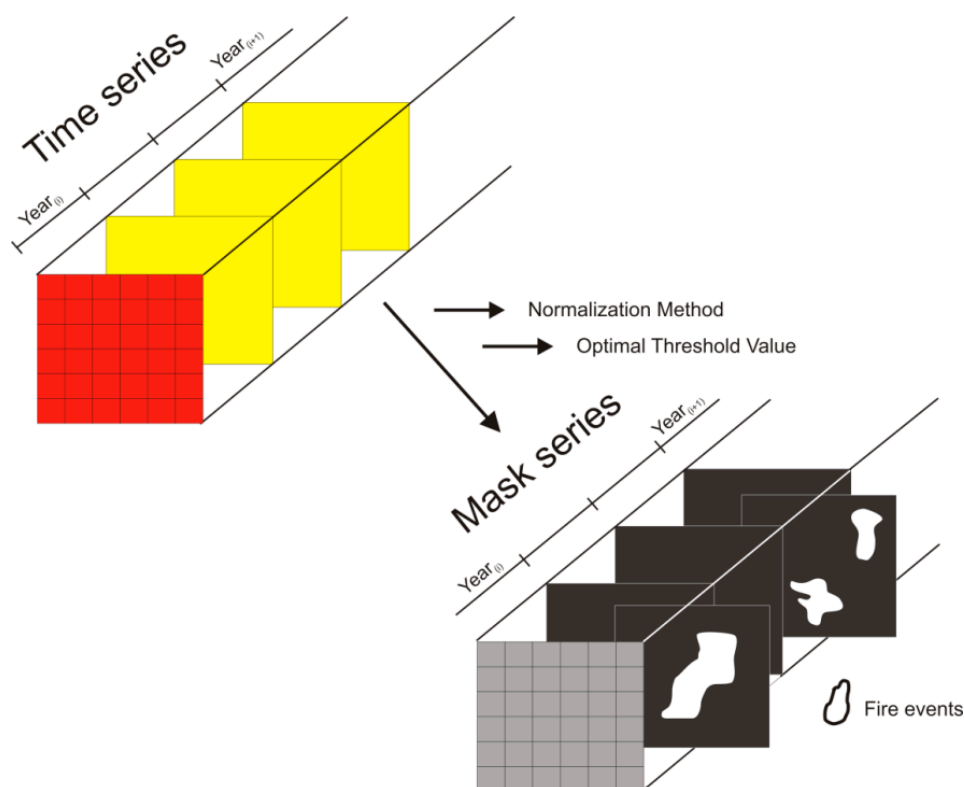 Time series
Year(i)
Year(i+1)
Normalization Method
Optimal Threshold Value
Mask series
Year(i)
Year(i+1)
Fire events